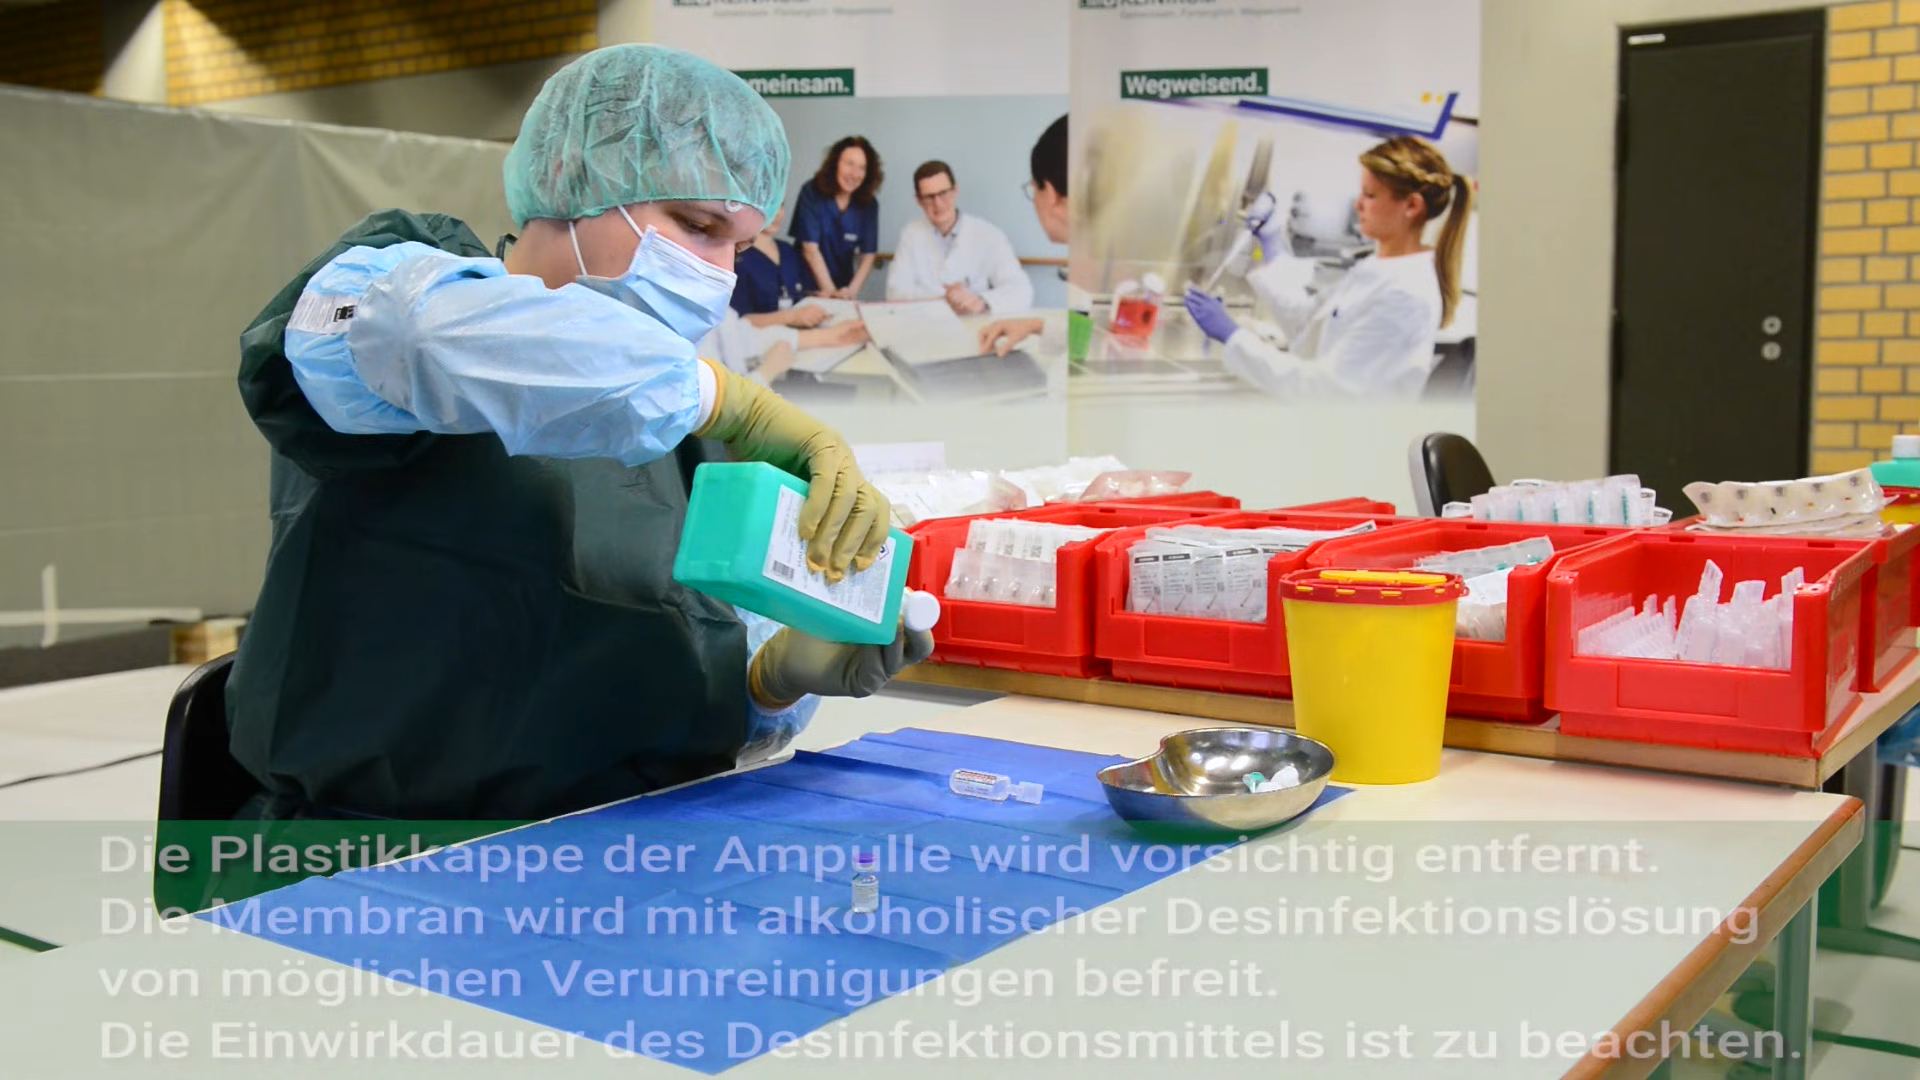 meinsam.
Wegweisend.
Die Plastikkappe der Ampulle wird vorsichtig entfernt.
Die Membran wird mit alkoholischer Desinfektionslösung
von möglichen Verunreinigungen befreit.
Die Einwirkdauer des Desinfektionsmittels ist zu beachten.